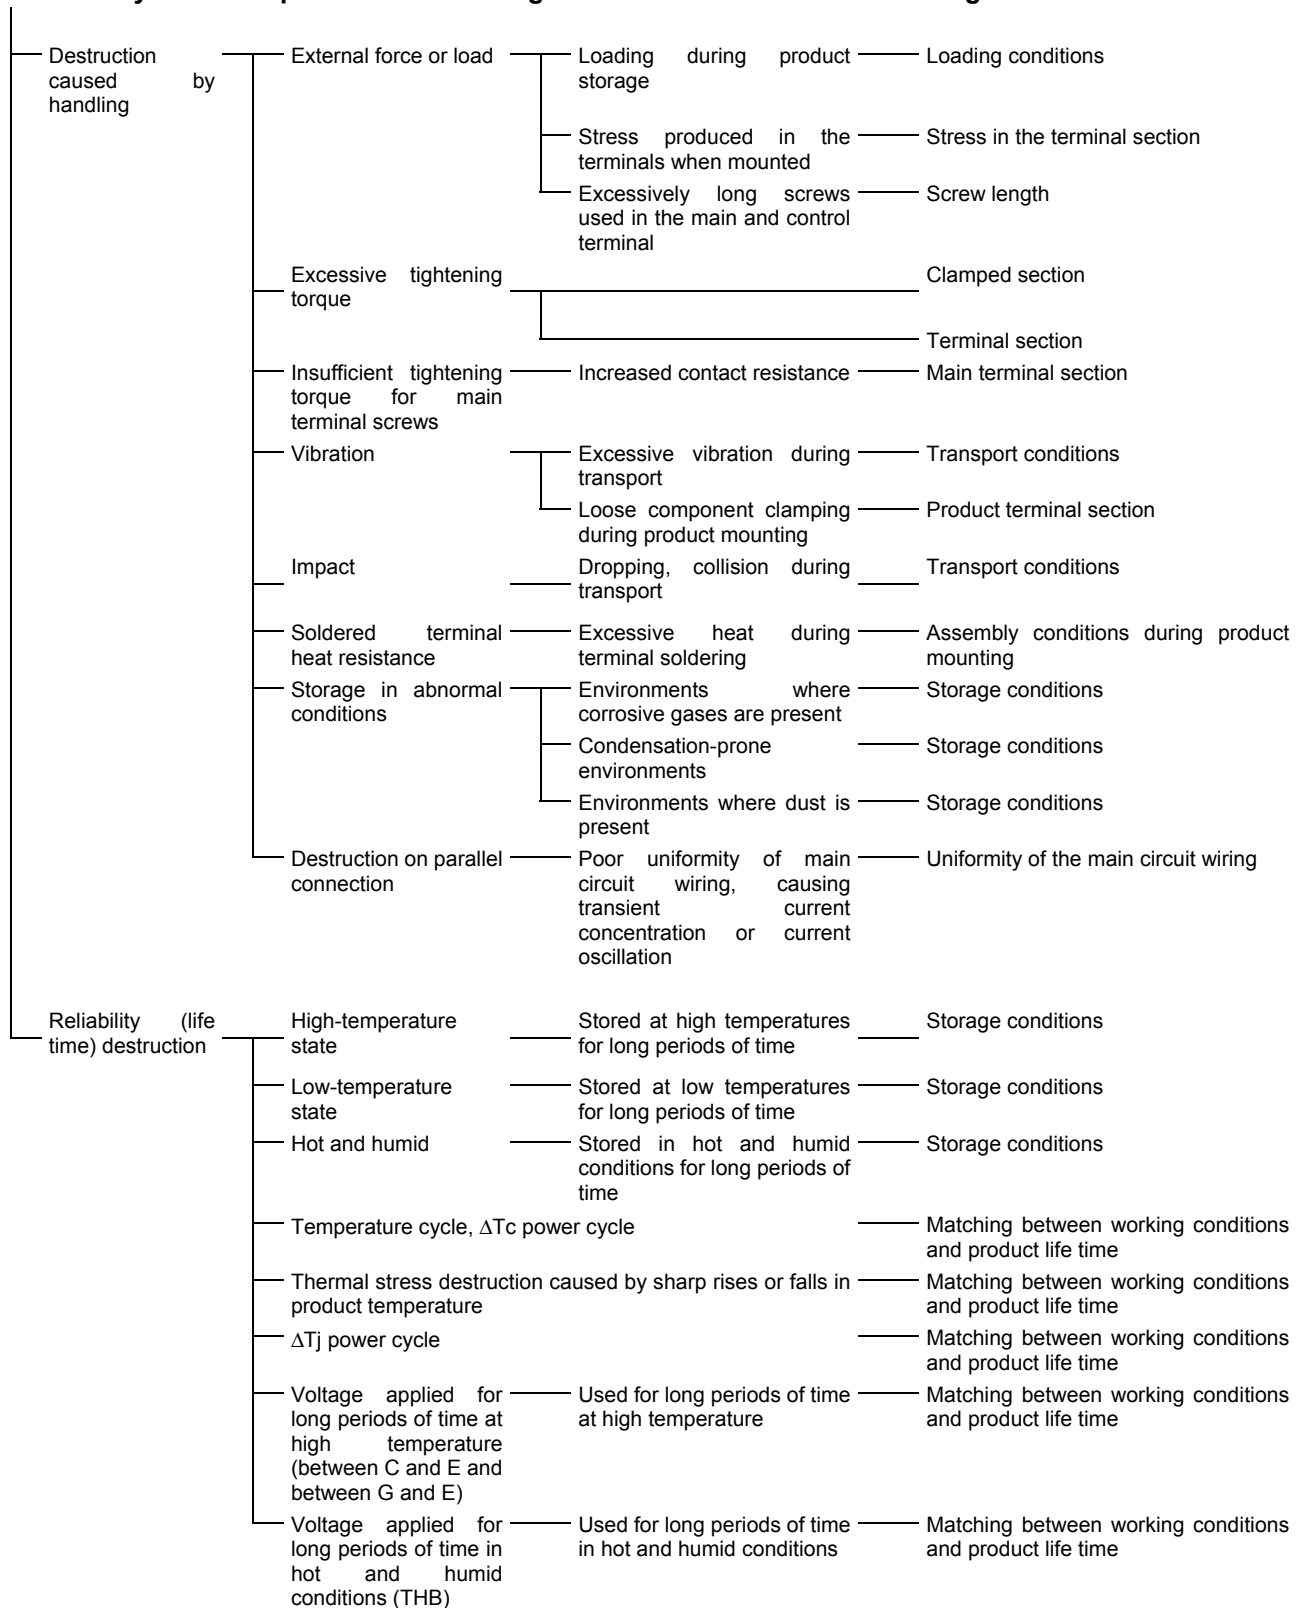 Destruction
caused by
handling
External force or load
Loading during product
storage
Loading conditions
Stress produced in the
terminals when mounted
Stress in the terminal section
Excessively long screws
used in the main and control
terminal
Screw length
Excessive tightening
torque
Clamped section
Terminal section
Insufficient tightening
torque for main
terminal screws
Increased contact resistance
Main terminal section
Vibration
Excessive vibration during
transport
Transport conditions
Loose component clamping
during product mounting
Product terminal section
Impact
Dropping, collision during
transport
Transport conditions
Soldered terminal
heat resistance
Excessive heat during
terminal soldering
Assembly conditions during product
mounting
Storage in abnormal
conditions
Environments where
corrosive gases are present
Storage conditions
Condensation-prone
environments
Storage conditions
Environments where dust is
present
Storage conditions
Destruction on parallel
connection
Poor uniformity of main
circuit wiring, causing
transient current
concentration or current
oscillation
Uniformity of the main circuit wiring
Reliability (life
time) destruction
High-temperature
state
Stored at high temperatures
for long periods of time
Storage conditions
Low-temperature
state
Stored at low temperatures
for long periods of time
Storage conditions
Hot and humid
Stored in hot and humid
conditions for long periods of
time
Storage conditions
Temperature cycle, ΔTc power cycle
Matching between working conditions
and product life time
Thermal stress destruction caused by sharp rises or falls in
product temperature
Matching between working conditions
and product life time
ΔTj power cycle
Matching between working conditions
and product life time
Voltage applied for
long periods of time at
high temperature
(between C and E and
between G and E)
Used for long periods of time
at high temperature
Matching between working conditions
and product life time
Voltage applied for
long periods of time in
hot and humid
conditions (THB)
Used for long periods of time
in hot and humid conditions
Matching between working conditions
and product life time